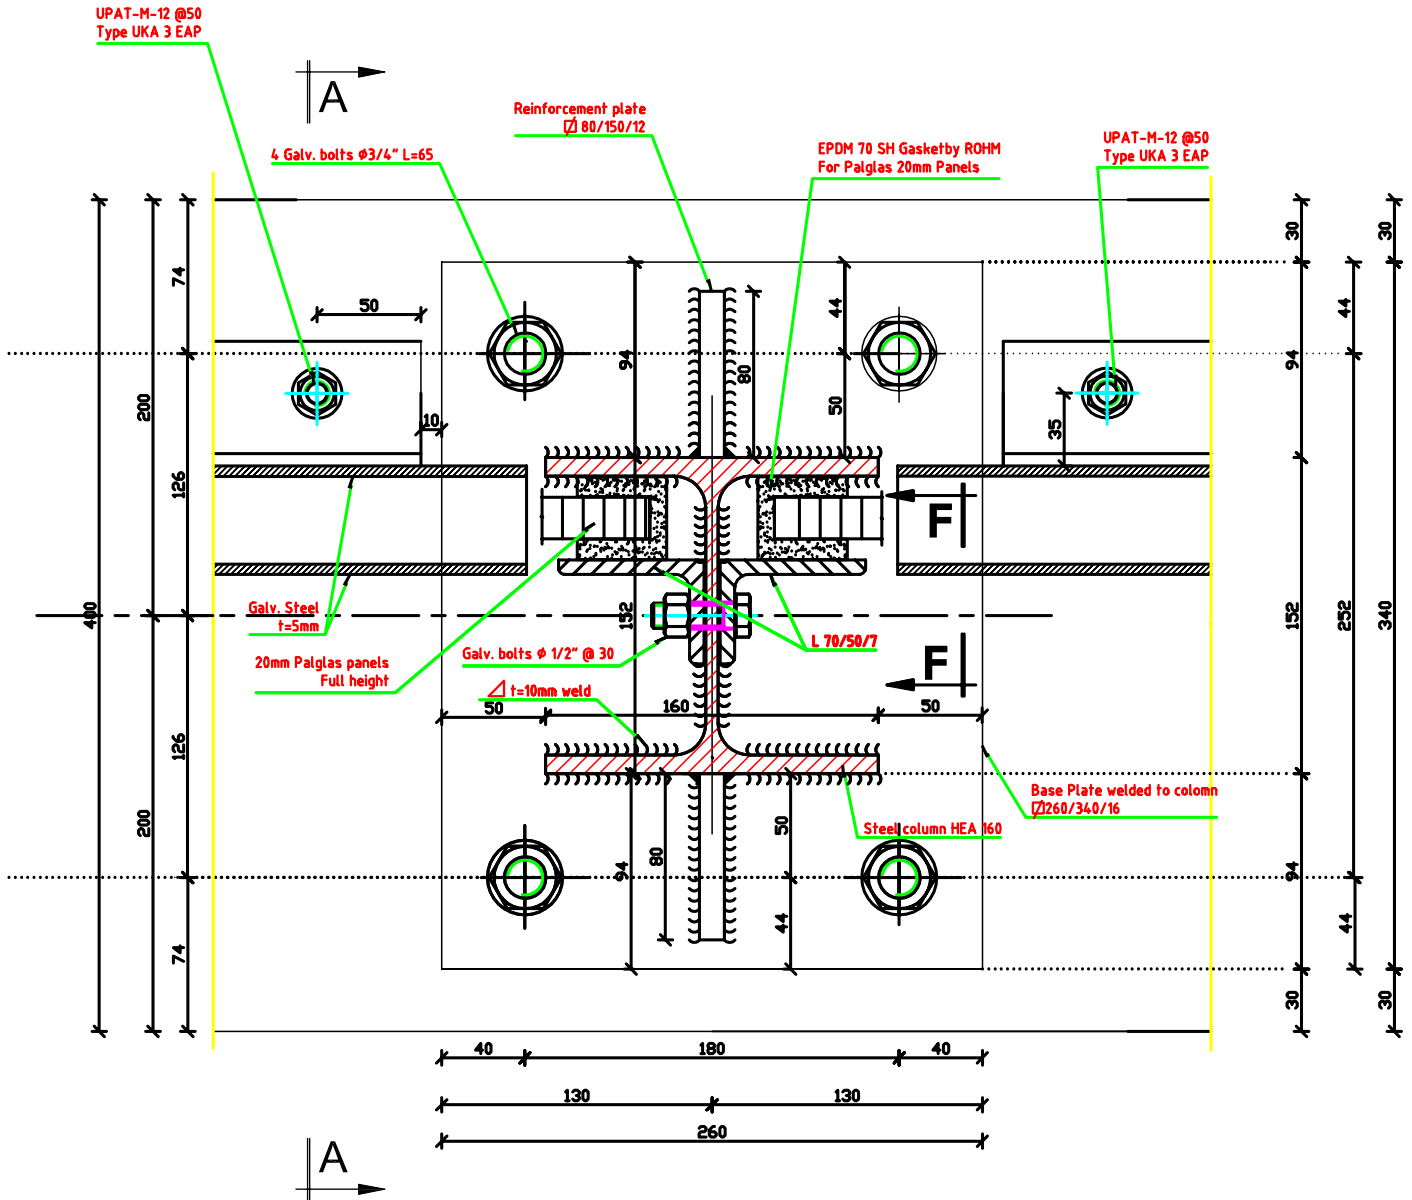 UPAT-M-12 @50
Type UKA 3 EAP
A
Reinforcement plate
80/150/12
4 Galv. bolts φ3/4" L=65
EPDM 70 SH Gasketby ROHM
For Palglas 20mm Panels
UPAT-M-12 @50
Type UKA 3 EAP
30
30
74
50
44
44
94
80
94
200
10
50
35
126
F
Galv. Steel
t=5mm
400
152
152
252
340
20mm Palglas panels
Full height
Galv. bolts φ 1/2" @ 30
L 70/50/7
F
t=10mm weld
50
160
50
126
Base Plate welded to colomn
260/340/16
200
50
Steel column HEA 160
80
94
94
44
44
74
30
30
40
180
40
130
130
260
A